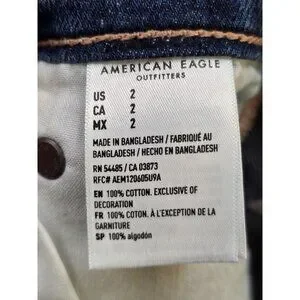 AMERICAN EAGLE
OUTFITTERS
US 2
CA 2
MX 2
MADE IN BANGLADESH / FABRIQUÉ AU
BANGLADESH / HECHO EN BANGLADESH
RN 54485 / CA 03873
RFC# AEM120605U9A
EN 100% COTTON. EXCLUSIVE OF
DECORATION
FR 100% COTON. À L'EXCEPTION DE LA
GARNITURE
SP 100% algodón